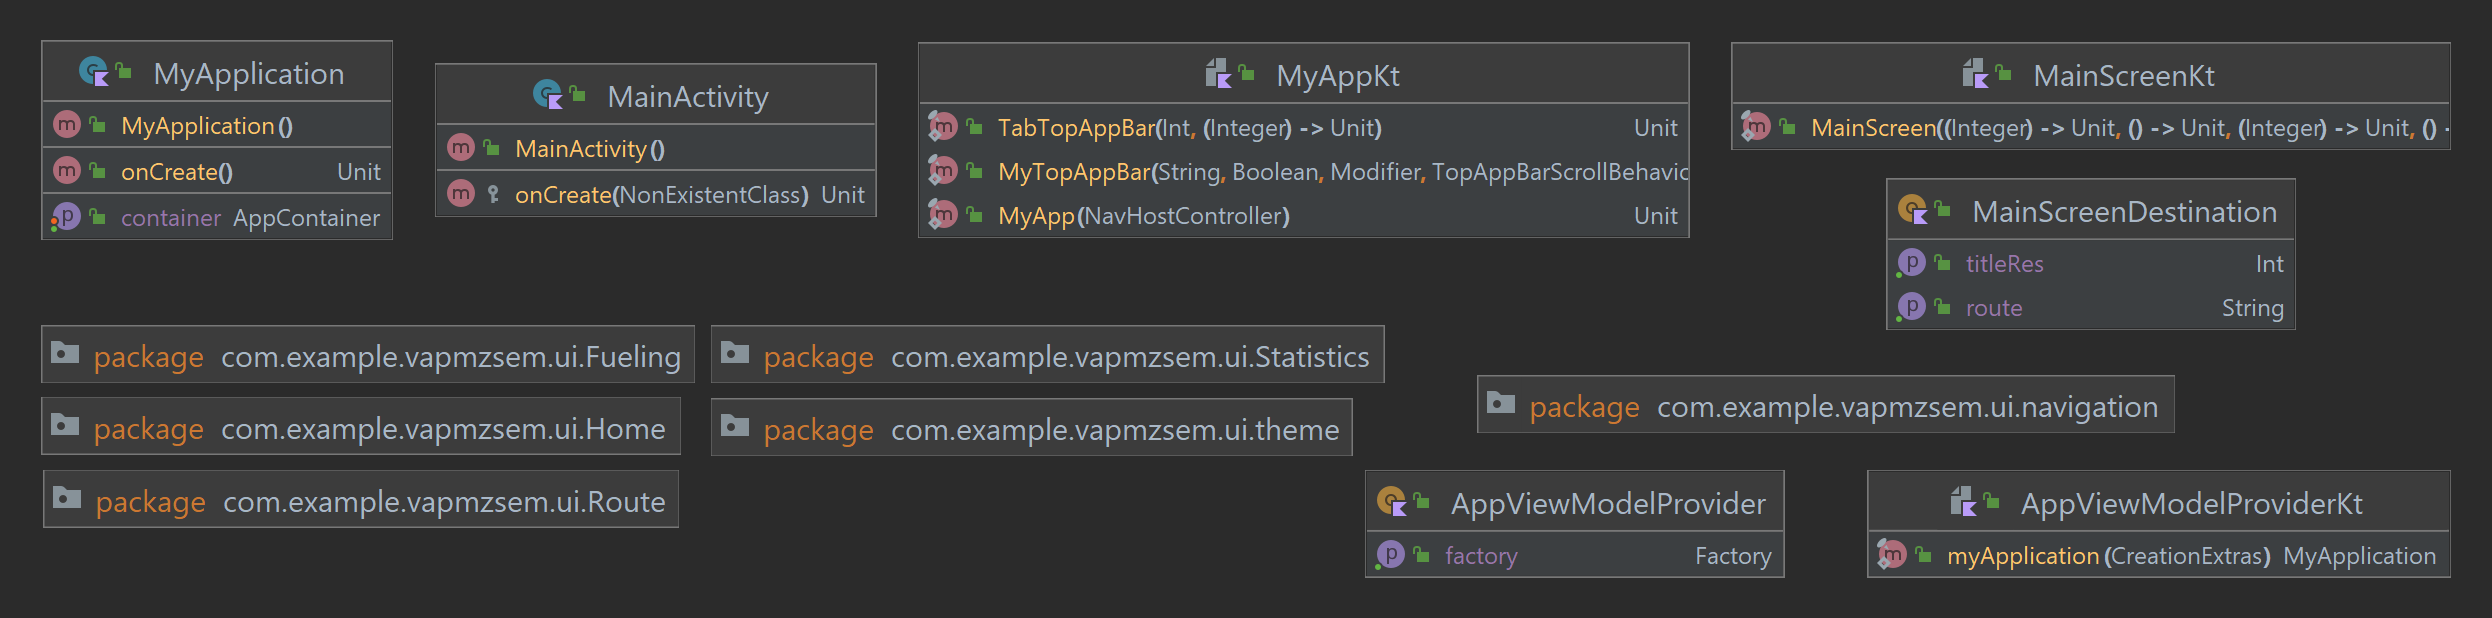 MyApplication
MyApplication()
onCreate() Unit
container AppContainer
MainActivity
MainActivity()
onCreate(NonExistentClass) Unit
MyAppKt
TabTopAppBar(Int, (Integer) -> Unit) Unit
MyTopAppBar(String, Boolean, Modifier, TopAppBarScrollBehavio
MyApp(NavHostController) Unit
MainScreenKt
MainScreen((Integer) -> Unit, () -> Unit, (Integer) -> Unit, () -
MainScreenDestination
titleRes Int
route String
package com.example.vapmzsem.ui.Fueling
package com.example.vapmzsem.ui.Statistics
package com.example.vapmzsem.ui.Home
package com.example.vapmzsem.ui.theme
package com.example.vapmzsem.ui.navigation
package com.example.vapmzsem.ui.Route
AppViewModelProvider
factory Factory
AppViewModelProviderKt
myApplication(CreationExtras) MyApplication